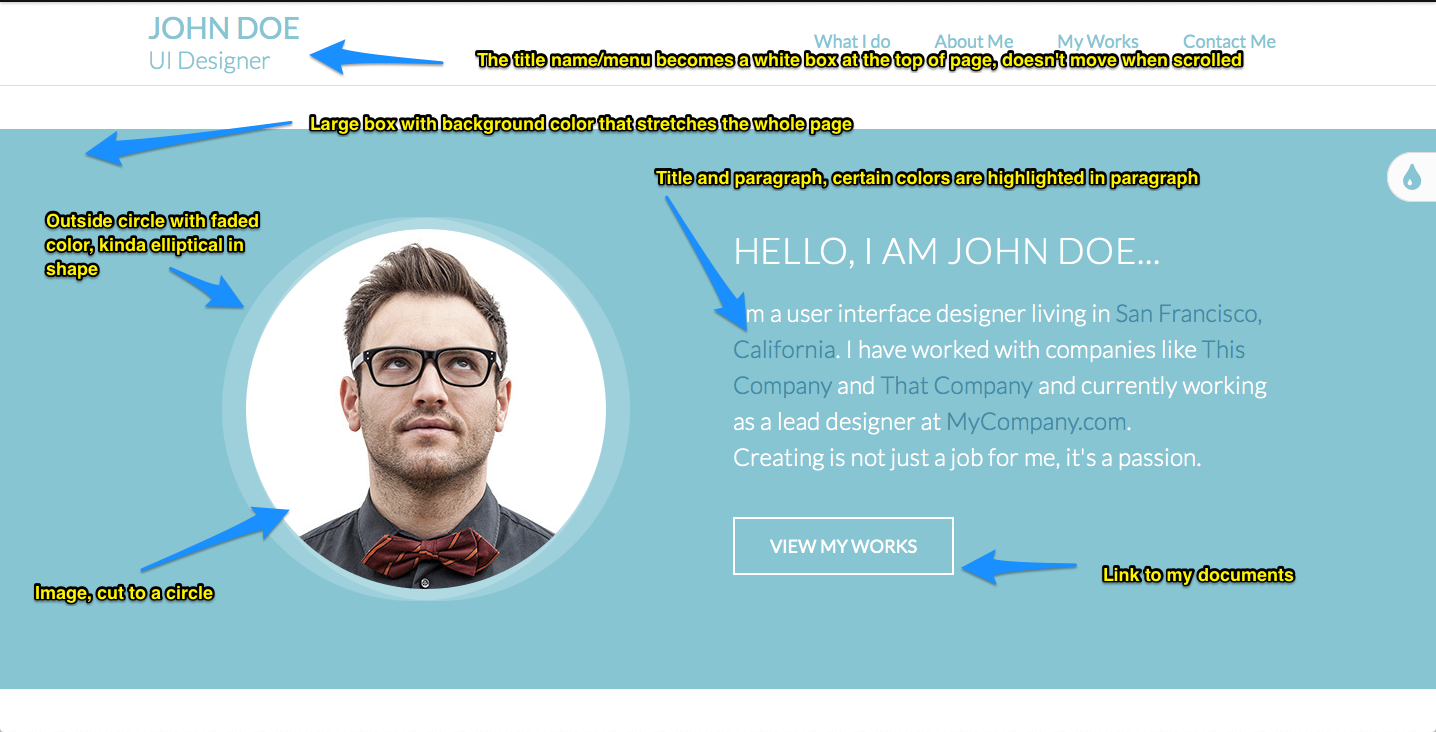 JOHN DOE
UI Designer
What I do About Me My Works Contact Me
The title name/menu becomes a white box at the top of page, doesn't move when scrolled
Large box with background color that stretches the whole page
Title and paragraph, certain colors are highlighted in paragraph
Outside circle with faded
color, kinda elliptical in
shape
HELLO, I AM JOHN DOE...
m a user interface designer living in San Francisco,
California. I have worked with companies like This
Company and That Company and currently working
as a lead designer at MyCompany.com.
Creating is not just a job for me, it's a passion.
VIEW MY WORKS
Link to my documents
Image, cut to a circle